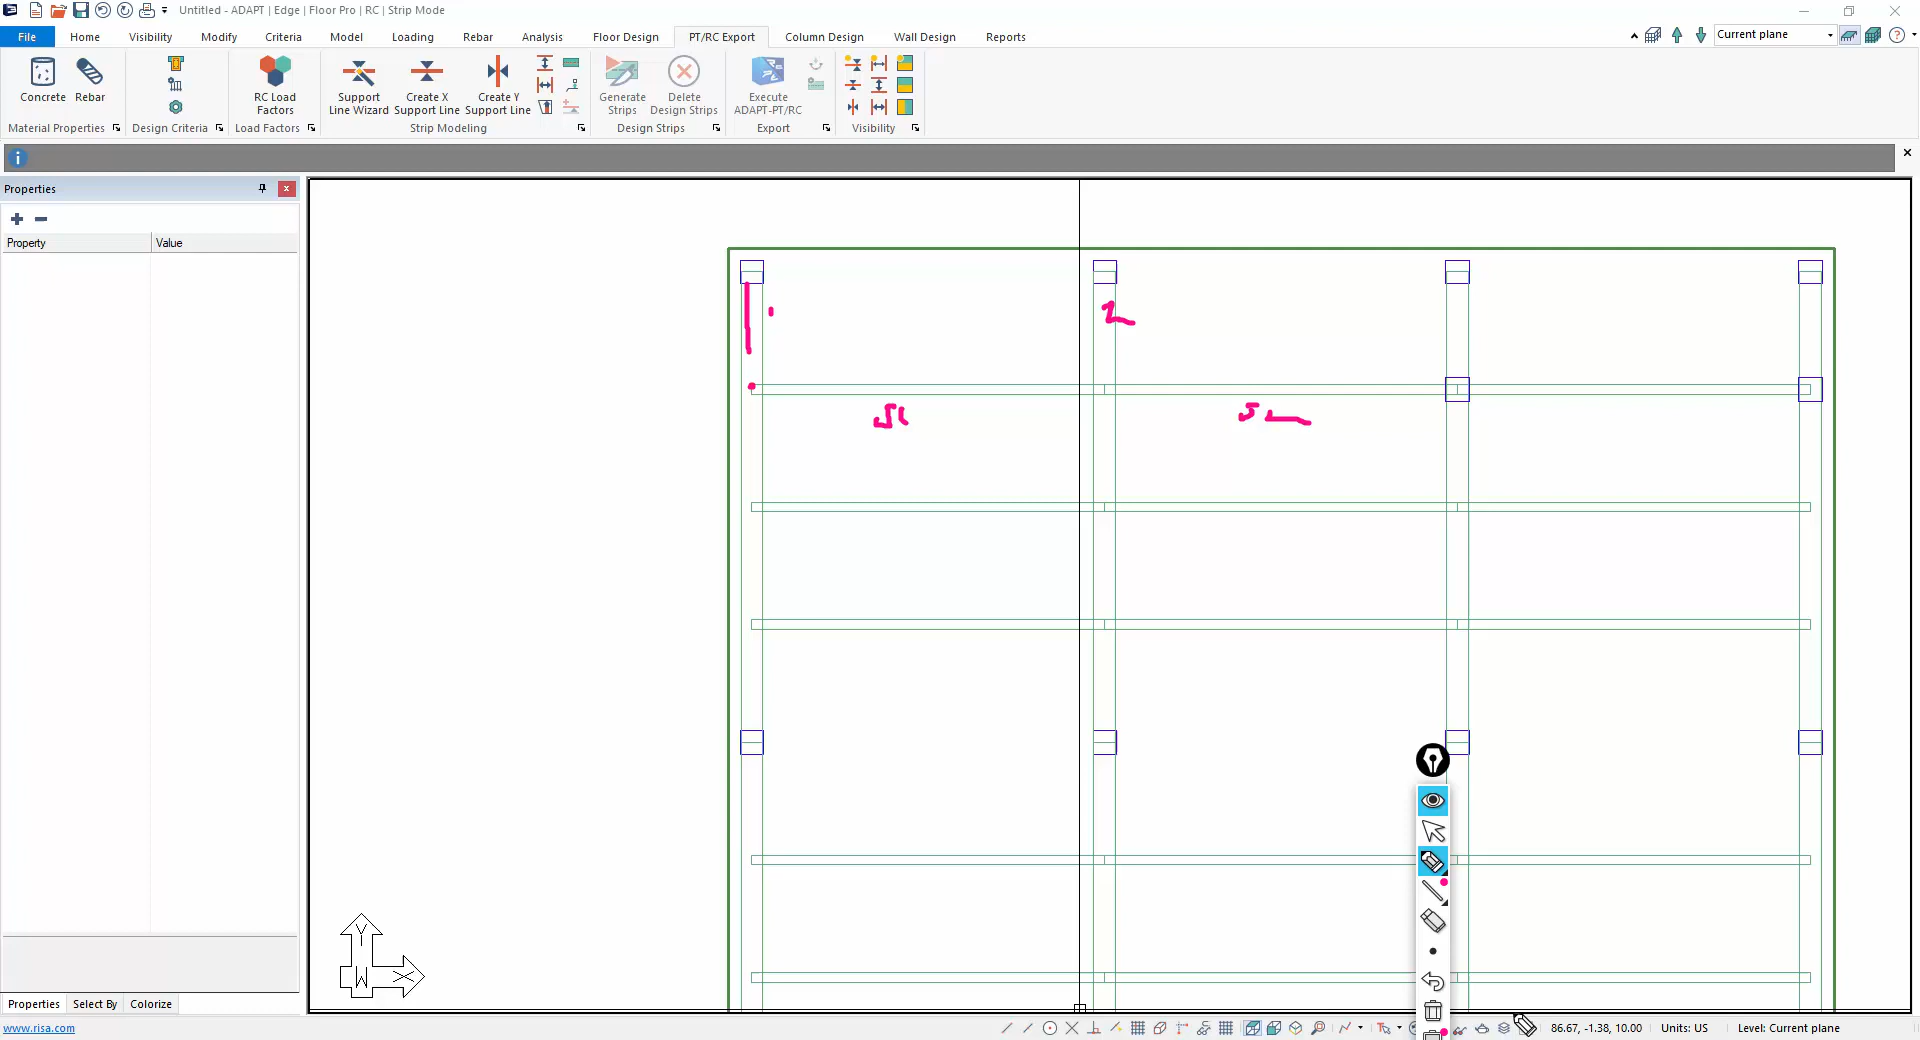 Untitled - ADAPT | Edge | Floor Pro | RC | Strip Mode
File Home Visibility Modify Criteria Model Loading Rebar Analysis Floor Design PT/RC Export Column Design Wall Design Reports
Current plane
Concrete Rebar
RC Load Factors
Support Line Wizard
Create X Support Line
Create Y Support Line
Generate Strips
Delete Design Strips
Execute ADAPT-PT/RC
Material Properties Design Criteria Load Factors Strip Modeling Design Strips Export Visibility
Properties
Property Value
2
Y
W X
Properties Select By Colorize
www.risa.com
86.67, -1.38, 10.00 Units: US Level: Current plane